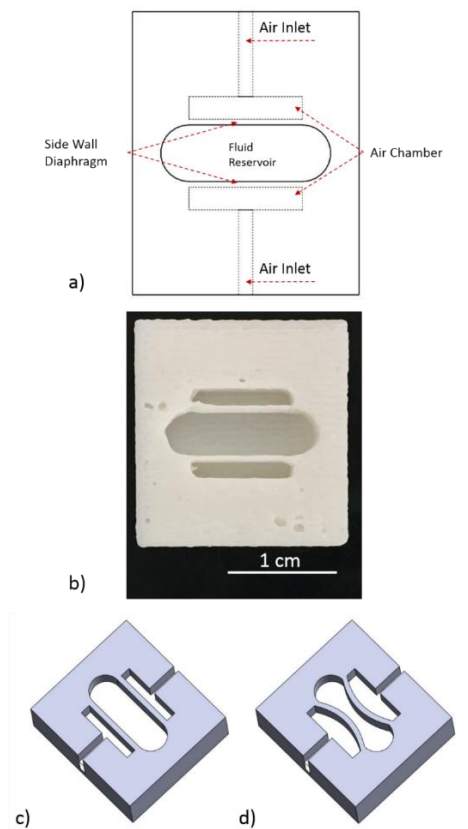 Air Inlet
Side Wall
Diaphragm
Fluid
Reservoir
Air Chamber
Air Inlet
a)
1 cm
b)
c)
d)